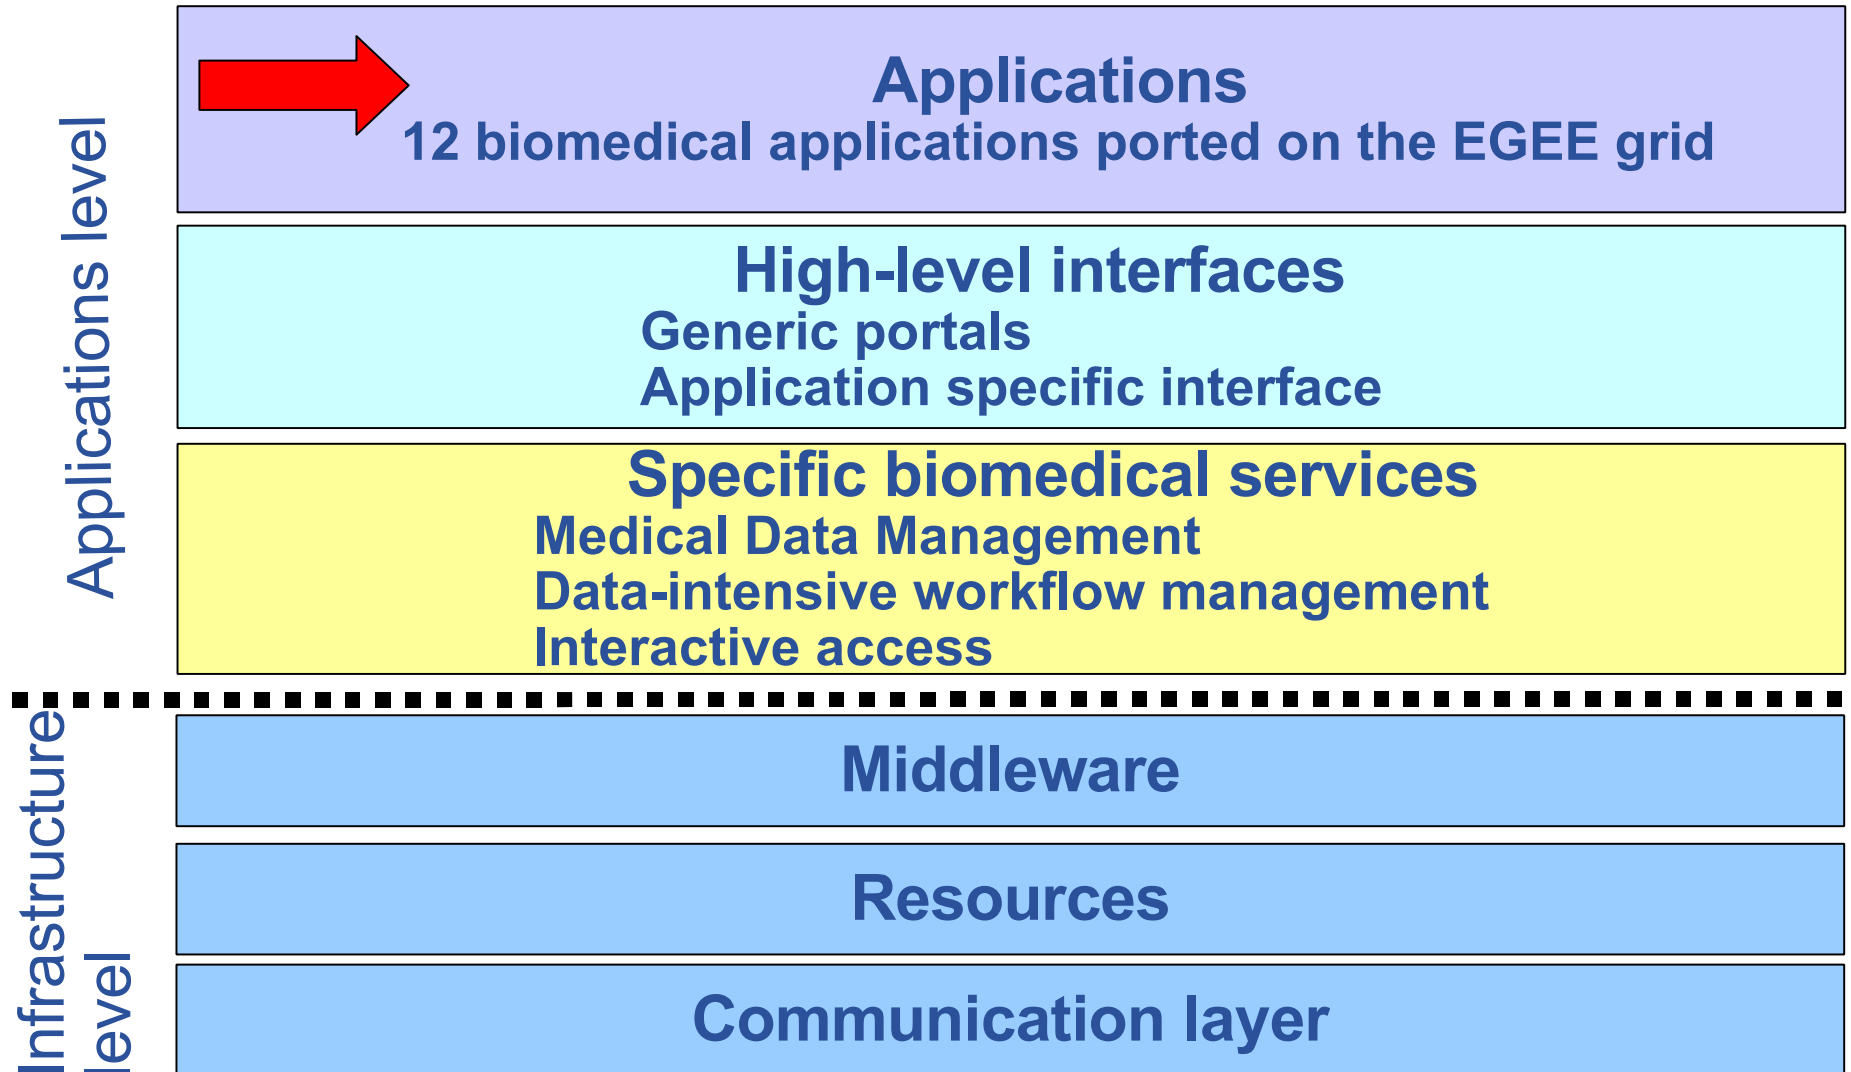 Applications level
Applications
12 biomedical applications ported on the EGEE grid
High-level interfaces
Generic portals
Application specific interface
Specific biomedical services
Medical Data Management
Data-intensive workflow management
Interactive access
Infrastructure
level
Middleware
Resources
Communication layer